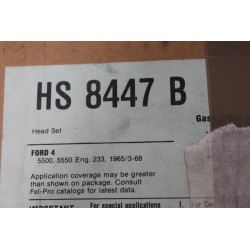 HS 8447 B
Head Set
FORD 4
5500, 5550 Eng. 233, 1965/3-68
Application coverage may be greater
than shown on package. Consult
Fel-Pro catalogs for latest data.
For special applications 1.